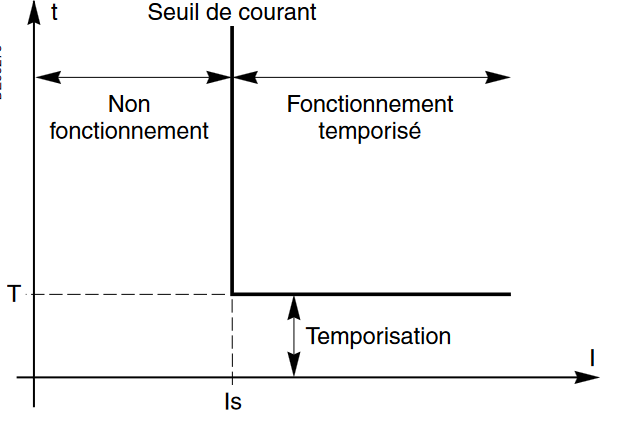 t
Seuil de courant
Non
fonctionnement
Fonctionnement
temporisé
T
Temporisation
I
Is